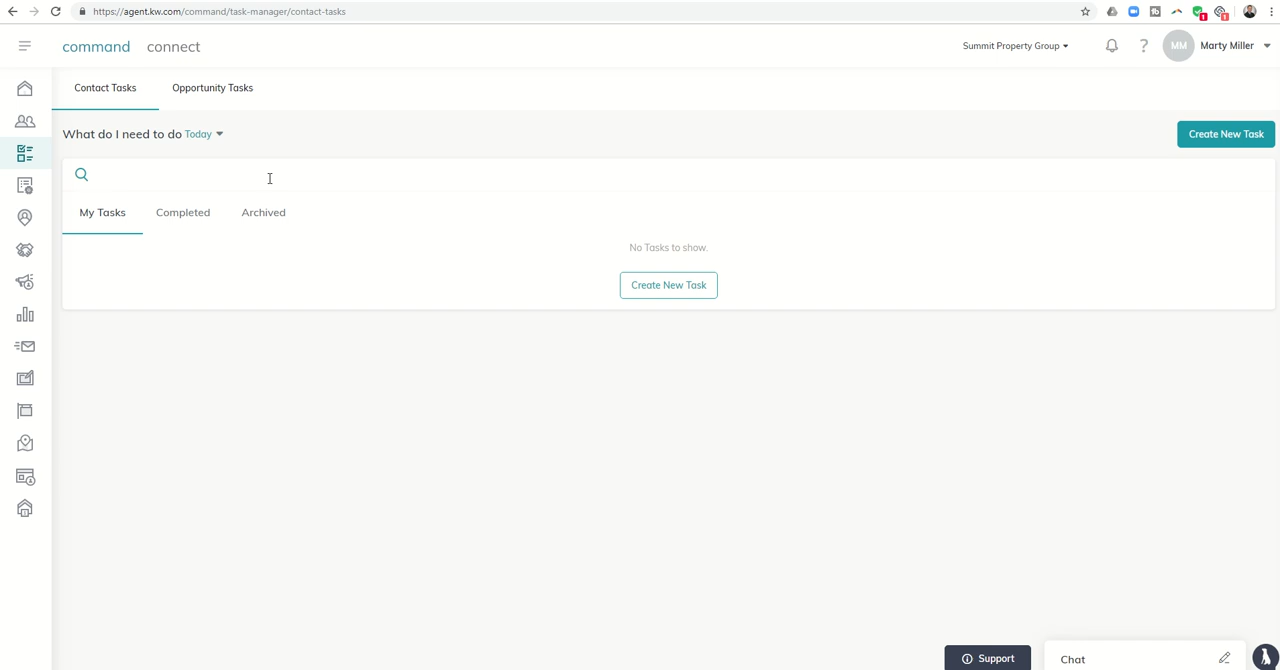 https://agent.kw.com/command/task-manager/contact-tasks
command connect
Summit Property Group
?
MM
Marty Miller
Contact Tasks
Opportunity Tasks
What do I need to do Today
Create New Task
My Tasks
Completed
Archived
No Tasks to show.
Create New Task
Support
Chat